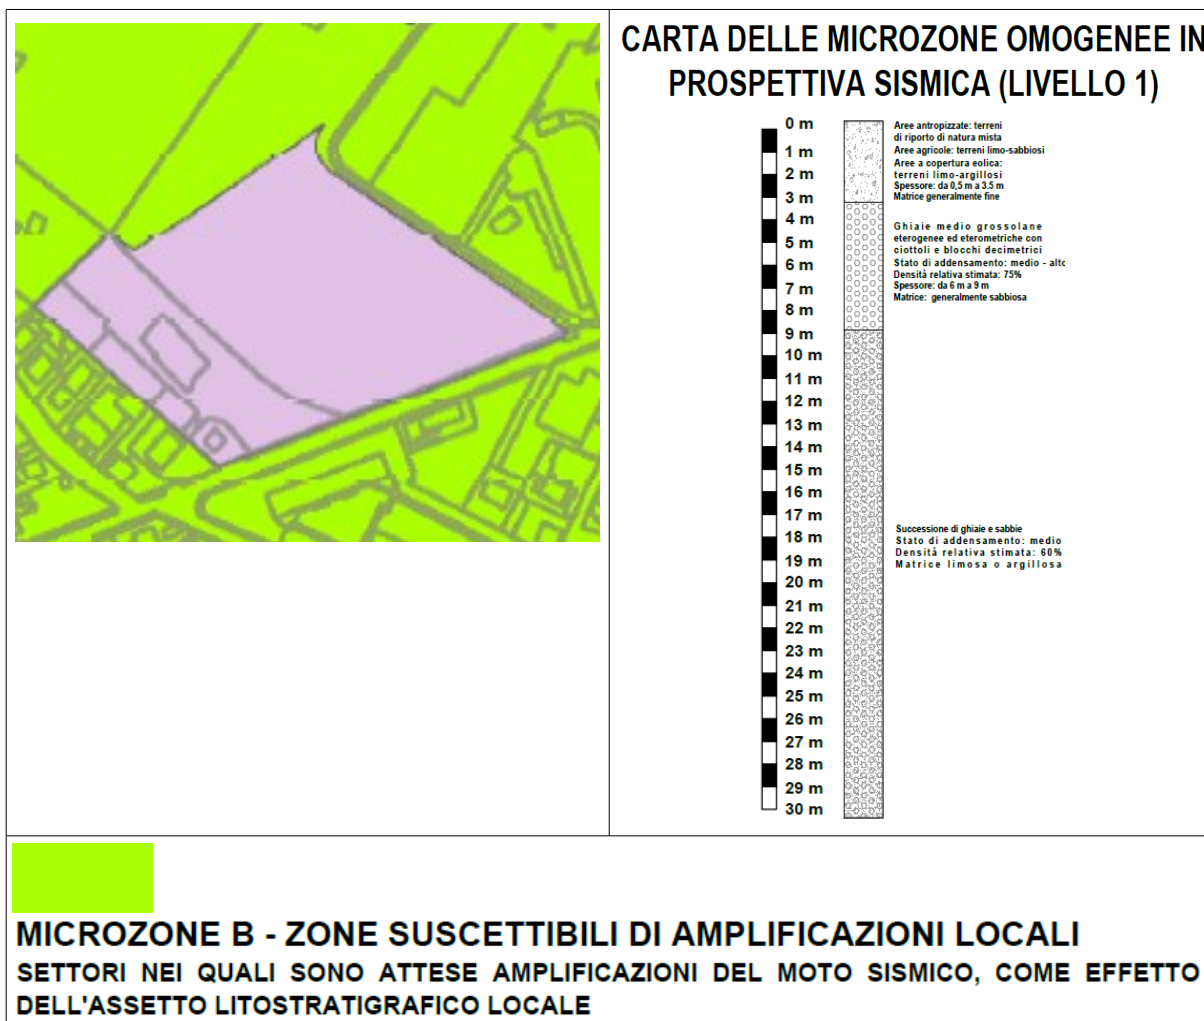 CARTA DELLE MICROZONE OMOGENEE IN
PROSPETTIVA SISMICA (LIVELLO 1)
0 m
1 m
2 m
3 m
4 m
5 m
6 m
7 m
8 m
9 m
10 m
11 m
12 m
13 m
14 m
15 m
16 m
17 m
18 m
19 m
20 m
21 m
22 m
23 m
24 m
25 m
26 m
27 m
28 m
29 m
30 m
Aree antropizzate: terreni
di riporto di natura mista
Aree agricole: terreni limo-sabbiosi
Aree a copertura eolica:
terreni limo-argillosi
Spessore: da 0,5 m a 3.5 m
Matrice generalmente fine
Ghiaie medio grossolane
eterogenee ed eterometriche con
ciottoli e blocchi decimetrici
Stato di addensamento: medio - alto
Densità relativa stimata: 75%
Spessore: da 6 m a 9 m
Matrice: generalmente sabbiosa
Successione di ghiaie e sabbie
Stato di addensamento: medio
Densità relativa stimata: 60%
Matrice limosa o argillosa
MICROZONE B - ZONE SUSCETTIBILI DI AMPLIFICAZIONI LOCALI
SETTORI NEI QUALI SONO ATTESE AMPLIFICAZIONI DEL MOTO SISMICO, COME EFFETTO
DELL'ASSETTO LITOSTRATIGRAFICO LOCALE